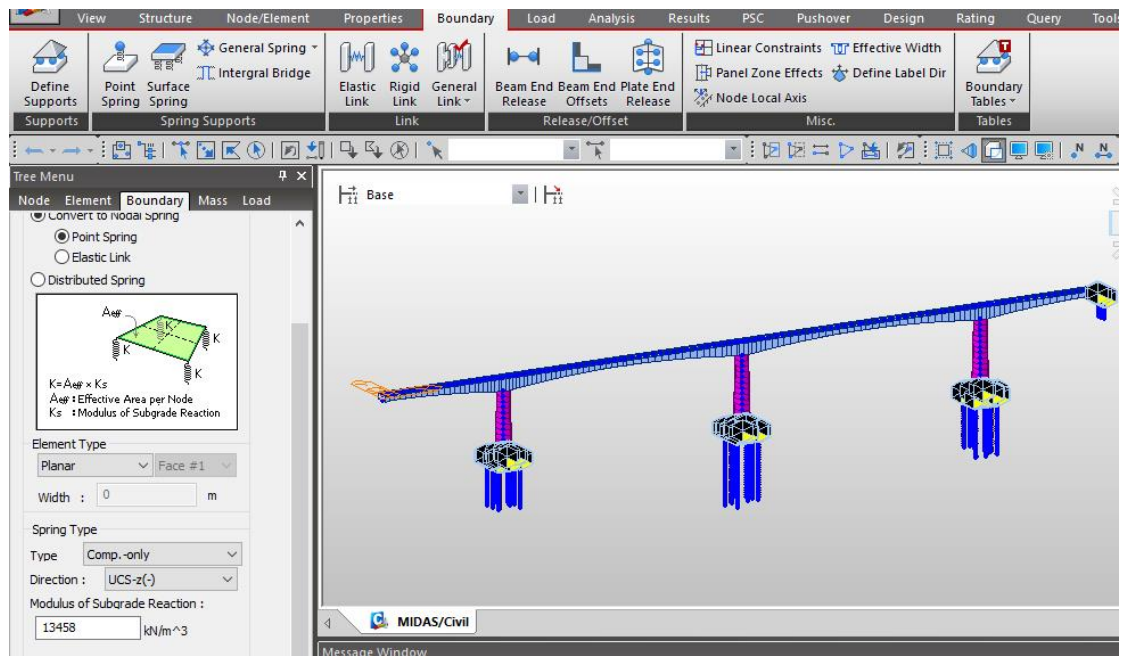 View Structure Node/Element Properties Boundary Load Analysis Results PSC Pushover Design Rating Query Tools
General Spring
Intergral Bridge
Define Supports
Point Spring
Surface Spring
Elastic Link
Rigid Link
General Link
Beam End Release
Beam End Offsets
Plate End Release
Linear Constraints Effective Width
Panel Zone Effects Define Label Dir
Node Local Axis
Boundary Tables
Supports Spring Supports Link Release/Offset Misc. Tables
N N
Tree Menu
Node Element Boundary Mass Load
Base
Convert to Nodal Spring
Point Spring
Elastic Link
Distributed Spring
Aeff
K
K
K
K
K=Aeff × Ks
Aeff : Effective Area per Node
Ks : Modulus of Subgrade Reaction
Element Type
Planar Face #1
Width : 0 m
Spring Type
Type Comp.-only
Direction : UCS-z(-)
Modulus of Subgrade Reaction :
13458 kN/m^3
MIDAS/Civil
Message Window